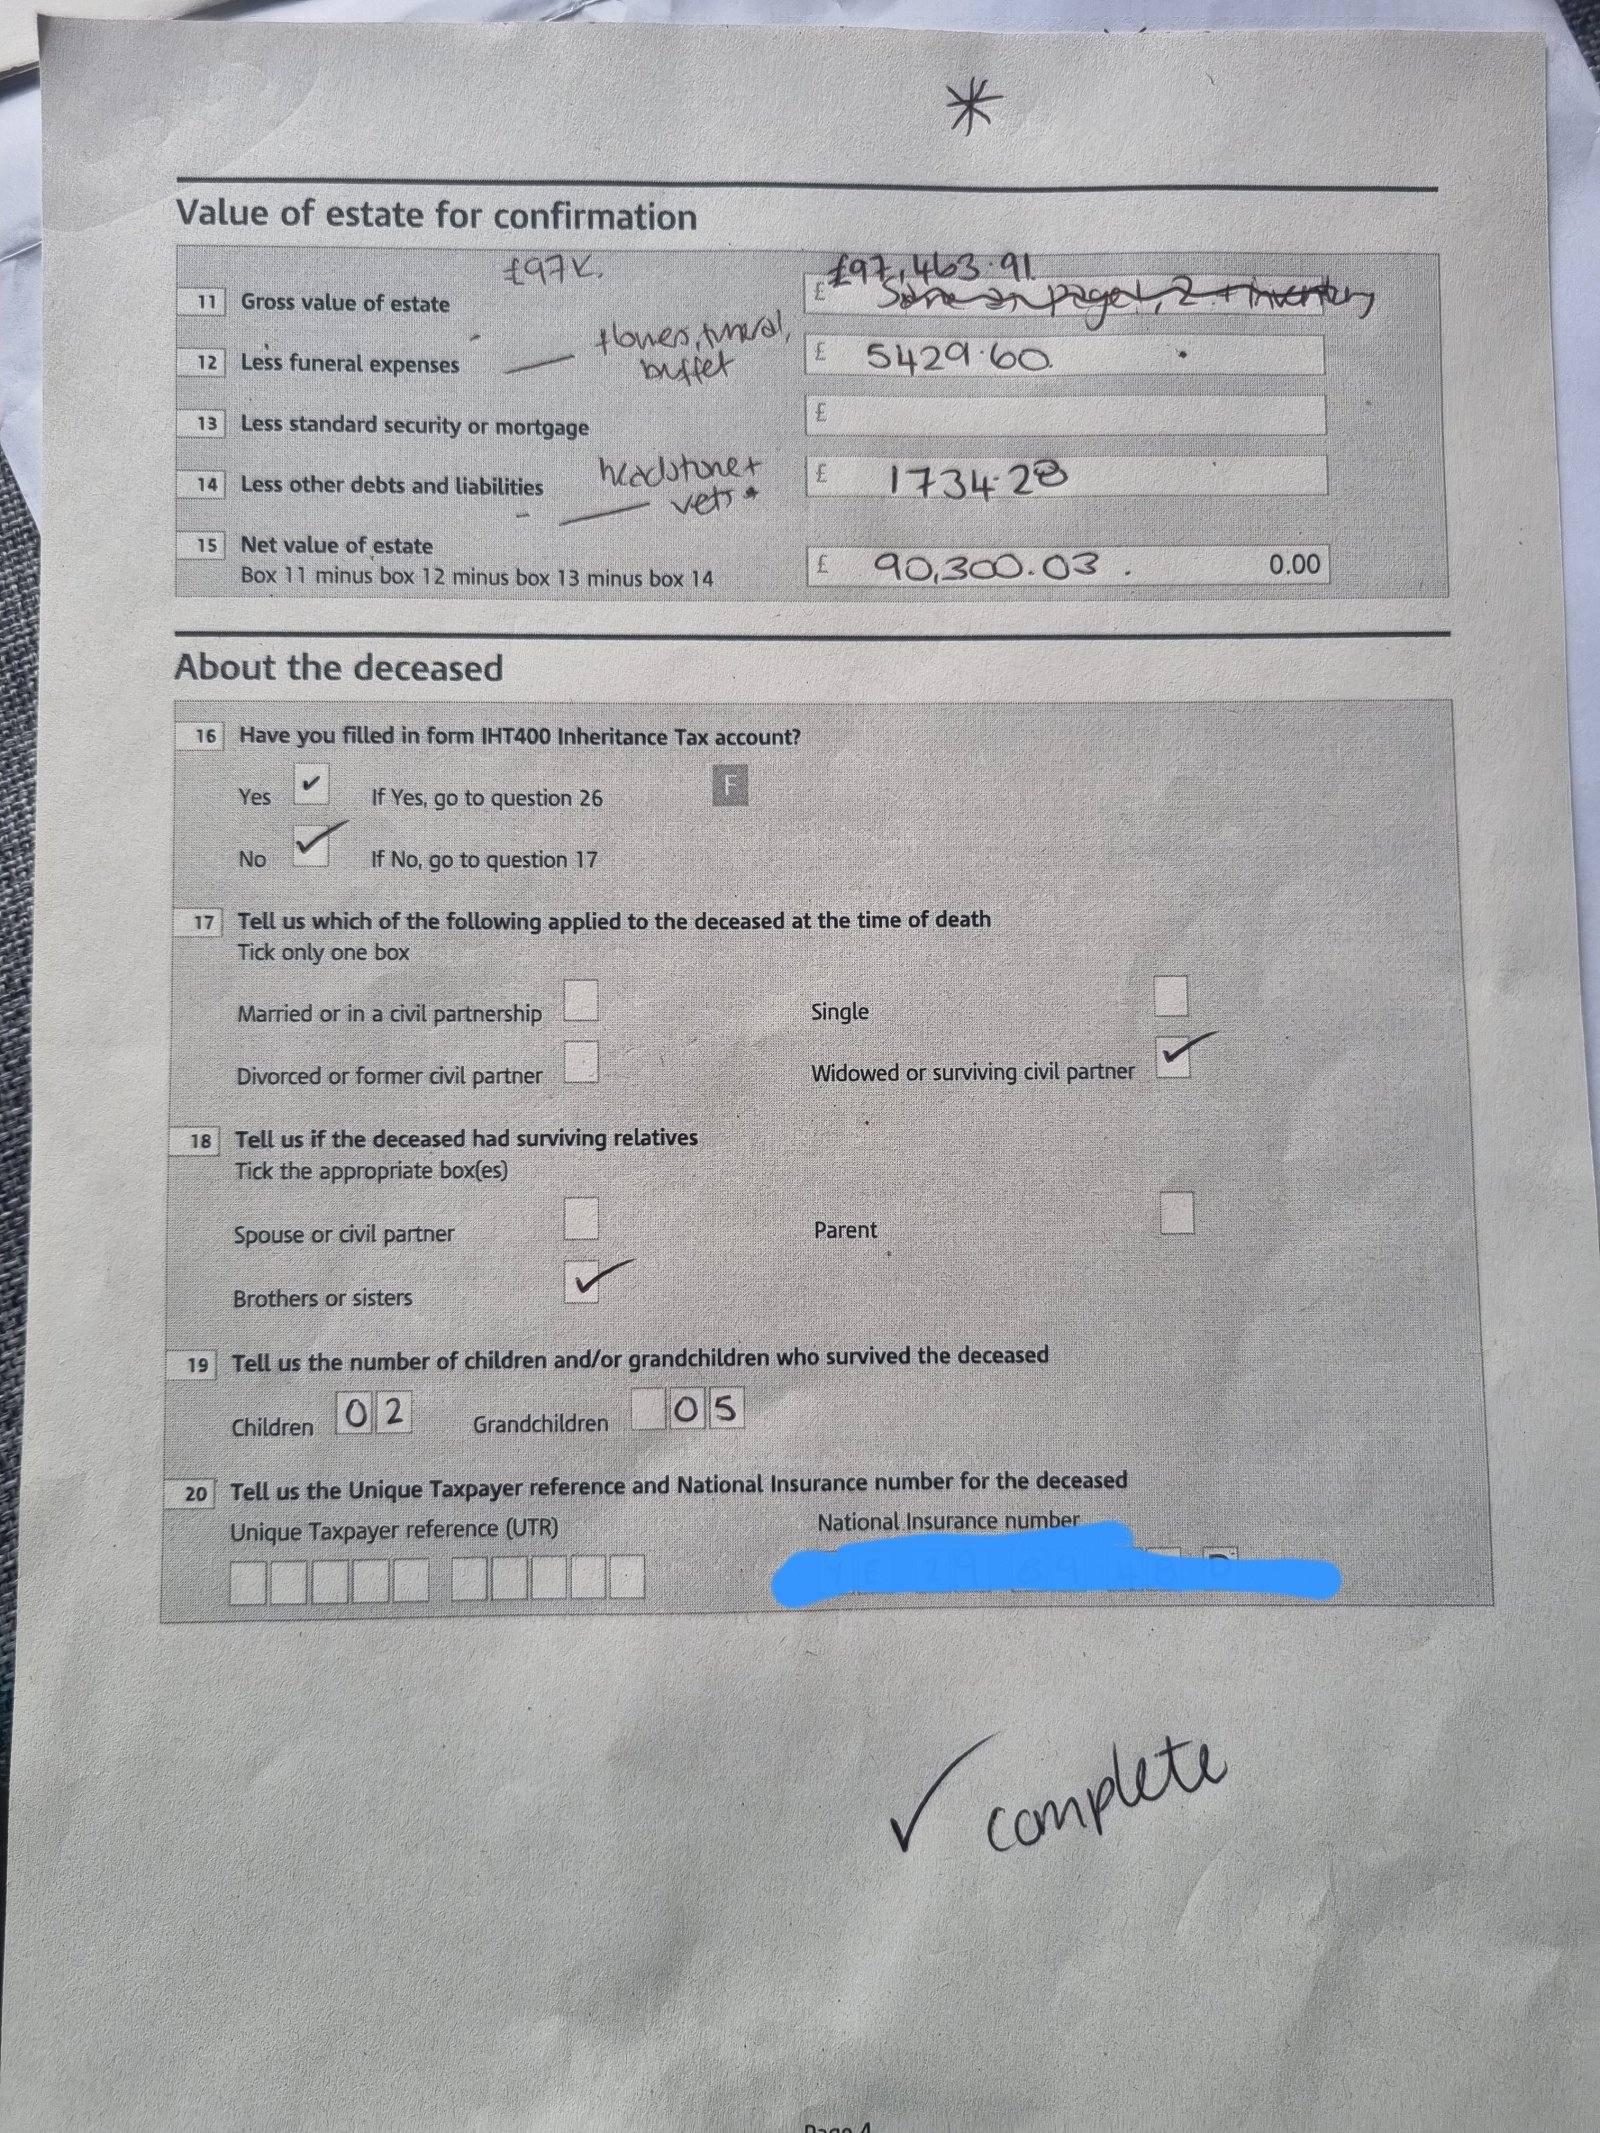 *
Value of estate for confirmation
£97K.
£97,463.91
11 Gross value of estate £ Same on page 1, 2 + inventory
flowers, funeral,
buffet
12 Less funeral expenses £ 5429.60
13 Less standard security or mortgage £
headstone +
vets *
14 Less other debts and liabilities £ 1734.28
15 Net value of estate
Box 11 minus box 12 minus box 13 minus box 14 £ 90,300.03 . 0.00
About the deceased
16 Have you filled in form IHT400 Inheritance Tax account?
Yes ✔ If Yes, go to question 26 F
No ✓ If No, go to question 17
17 Tell us which of the following applied to the deceased at the time of death
Tick only one box
Married or in a civil partnership Single
Divorced or former civil partner Widowed or surviving civil partner ✓
18 Tell us if the deceased had surviving relatives
Tick the appropriate box(es)
Spouse or civil partner Parent
Brothers or sisters ✓
19 Tell us the number of children and/or grandchildren who survived the deceased
Children 02 Grandchildren 05
20 Tell us the Unique Taxpayer reference and National Insurance number for the deceased
Unique Taxpayer reference (UTR) National Insurance number
✓ complete
Page 4